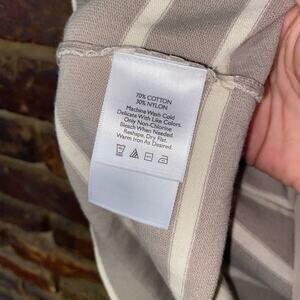 70% COTTON
30% NYLON
Machine Wash Cold
Delicate With Like Colors.
Only Non-Chlorine
Bleach When Needed.
Reshape, Dry Flat.
Warm Iron As Desired.